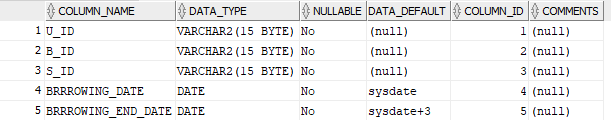 COLUMN_NAME DATA_TYPE NULLABLE DATA_DEFAULT COLUMN_ID COMMENTS
1 U_ID VARCHAR2(15 BYTE) No (null) 1 (null)
2 B_ID VARCHAR2(15 BYTE) No (null) 2 (null)
3 S_ID VARCHAR2(15 BYTE) No (null) 3 (null)
4 BRRROWING_DATE DATE No sysdate 4 (null)
5 BRRROWING_END_DATE DATE No sysdate+3 5 (null)